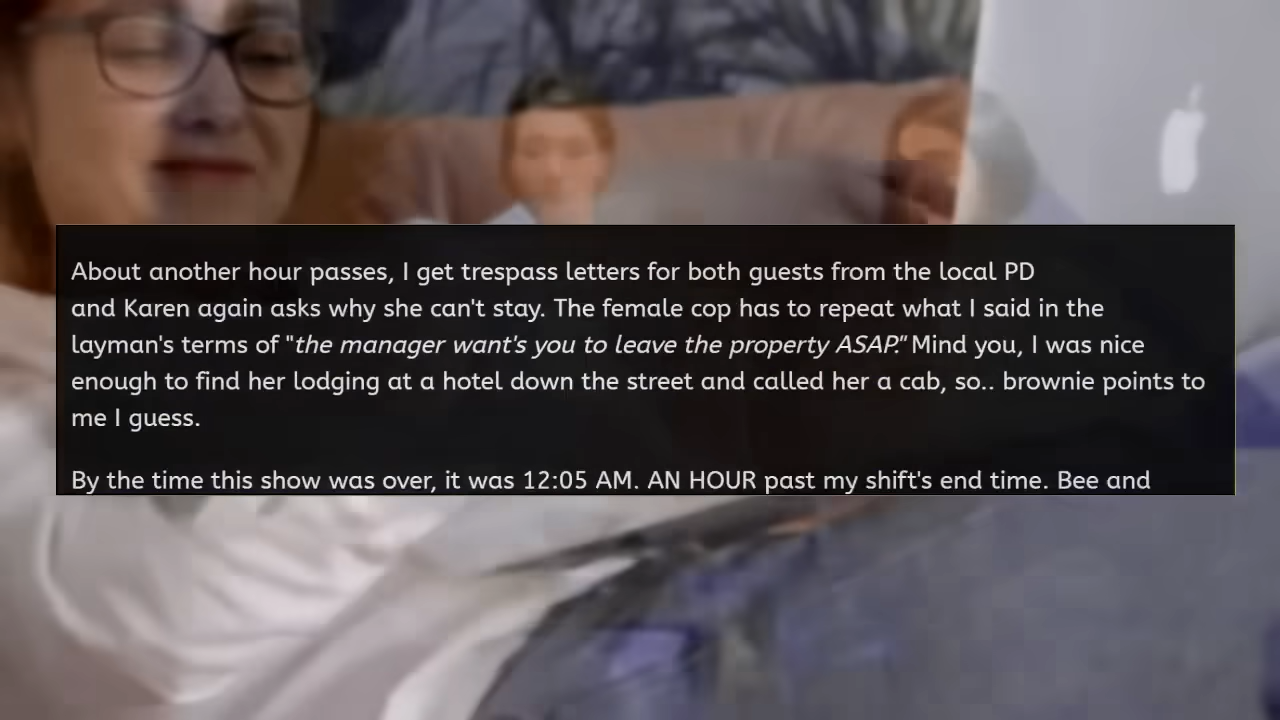 About another hour passes, I get trespass letters for both guests from the local PD
and Karen again asks why she can't stay. The female cop has to repeat what I said in the
layman's terms of "the manager want's you to leave the property ASAP." Mind you, I was nice
enough to find her lodging at a hotel down the street and called her a cab, so.. brownie points to
me I guess.
By the time this show was over, it was 12:05 AM. AN HOUR past my shift's end time. Bee and